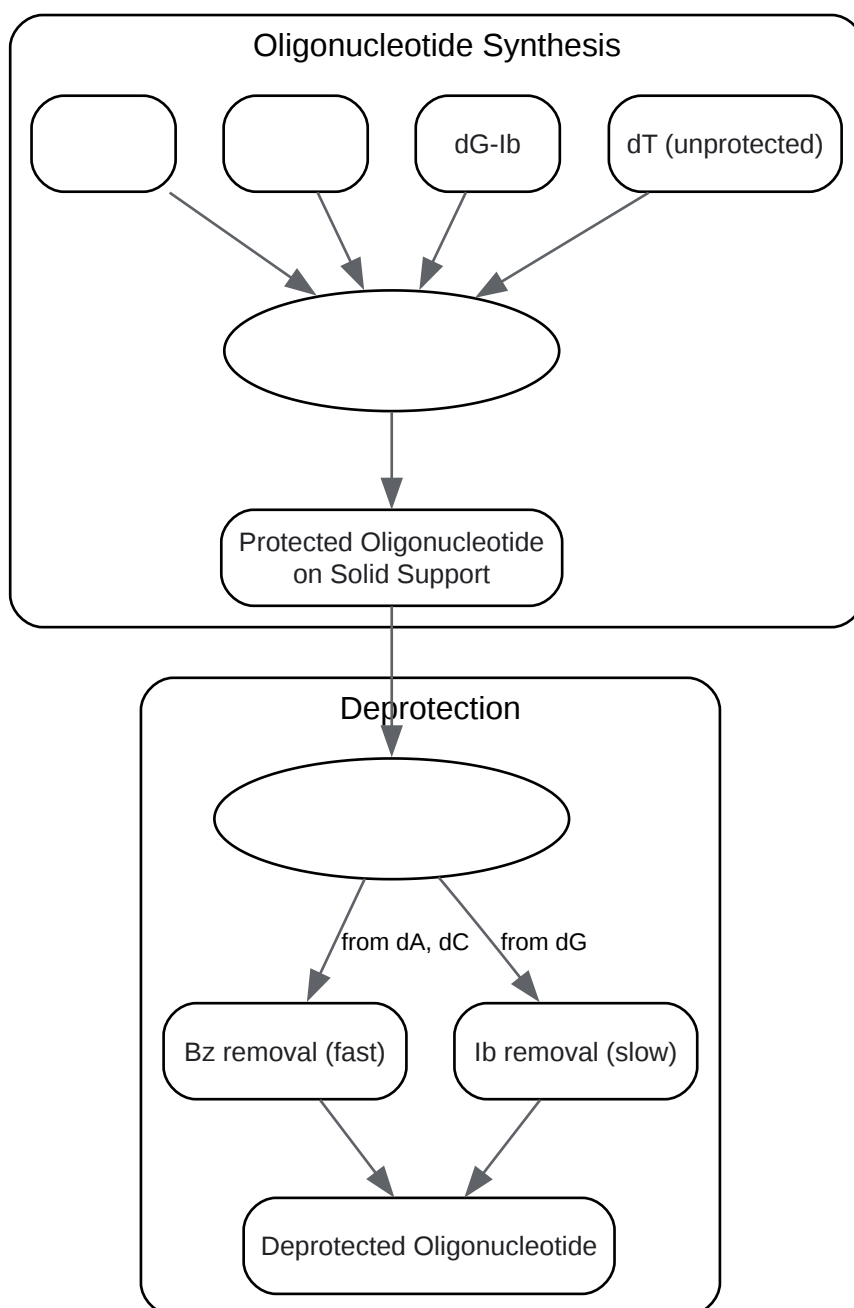 Oligonucleotide Synthesis
dG-Ib
dT (unprotected)
Protected Oligonucleotide
on Solid Support
Deprotection
from dA, dC
from dG
Bz removal (fast)
Ib removal (slow)
Deprotected Oligonucleotide